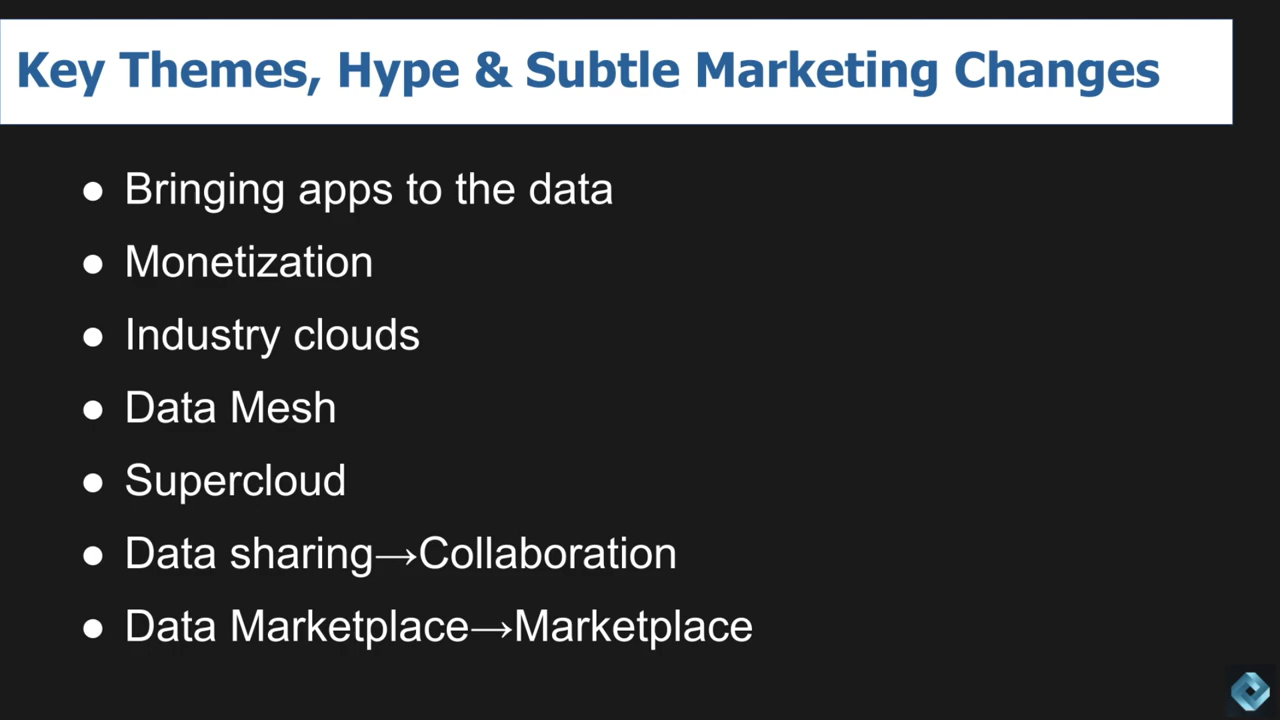 Key Themes, Hype & Subtle Marketing Changes
● Bringing apps to the data
● Monetization
● Industry clouds
● Data Mesh
● Supercloud
● Data sharing→Collaboration
● Data Marketplace→Marketplace